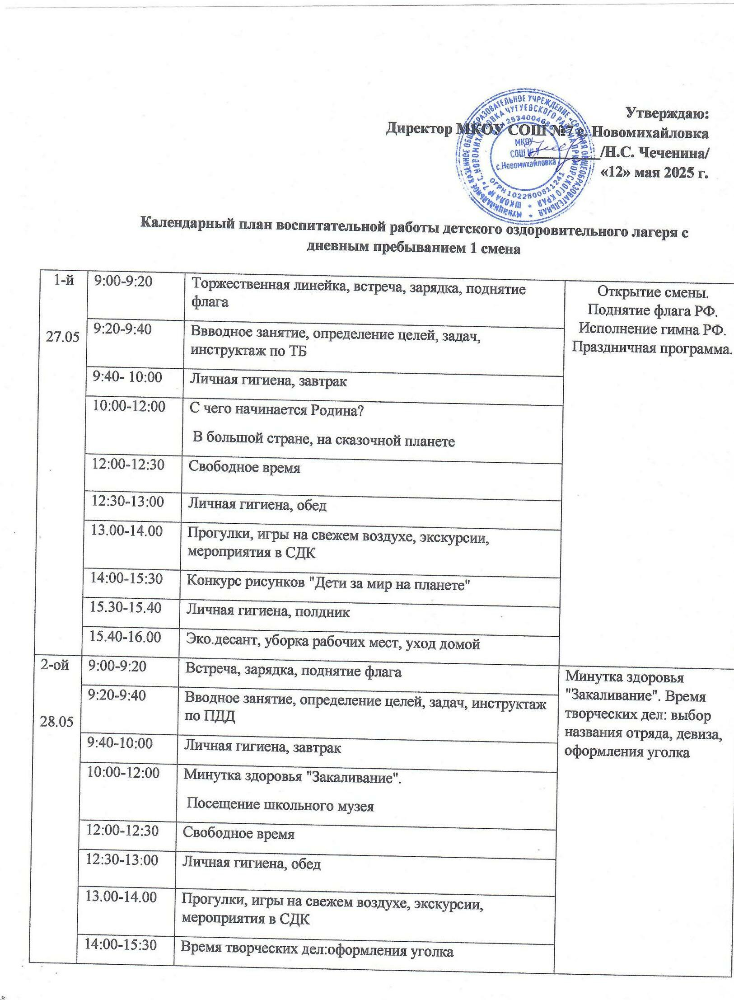 Утверждаю:
Директор МКОУ СОШ №7 с. Новомихайловка
/Н.С. Чеченина/
«12» мая 2025 г.
МУНИЦИПАЛЬНОЕ КАЗЕННОЕ ОБЩЕОБРАЗОВАТЕЛЬНОЕ УЧРЕЖДЕНИЕ «СРЕДНЯЯ ОБЩЕОБРАЗОВАТЕЛЬНАЯ
ШКОЛА № 7» С. НОВОМИХАЙЛОВКА ЧУГУЕВСКОГО РАЙОНА ПРИМОРСКОГО КРАЯ
ОГРН 1022500511241
МКОУ
СОШ № 7
с.Новомихайловка
Календарный план воспитательной работы детского оздоровительного лагеря с
дневным пребыванием 1 смена
1-й
27.05
9:00-9:20
Торжественная линейка, встреча, зарядка, поднятие
флага
Открытие смены.
Поднятие флага РФ.
Исполнение гимна РФ.
Праздничная программа.
9:20-9:40
Ввводное занятие, определение целей, задач,
инструктаж по ТБ
9:40- 10:00
Личная гигиена, завтрак
10:00-12:00
С чего начинается Родина?
В большой стране, на сказочной планете
12:00-12:30
Свободное время
12:30-13:00
Личная гигиена, обед
13.00-14.00
Прогулки, игры на свежем воздухе, экскурсии,
мероприятия в СДК
14:00-15:30
Конкурс рисунков "Дети за мир на планете"
15.30-15.40
Личная гигиена, полдник
15.40-16.00
Эко.десант, уборка рабочих мест, уход домой
2-ой
28.05
9:00-9:20
Встреча, зарядка, поднятие флага
Минутка здоровья
"Закаливание". Время
творческих дел: выбор
названия отряда, девиза,
оформления уголка
9:20-9:40
Вводное занятие, определение целей, задач, инструктаж
по ПДД
9:40-10:00
Личная гигиена, завтрак
10:00-12:00
Минутка здоровья "Закаливание".
Посещение школьного музея
12:00-12:30
Свободное время
12:30-13:00
Личная гигиена, обед
13.00-14.00
Прогулки, игры на свежем воздухе, экскурсии,
мероприятия в СДК
14:00-15:30
Время творческих дел:оформления уголка